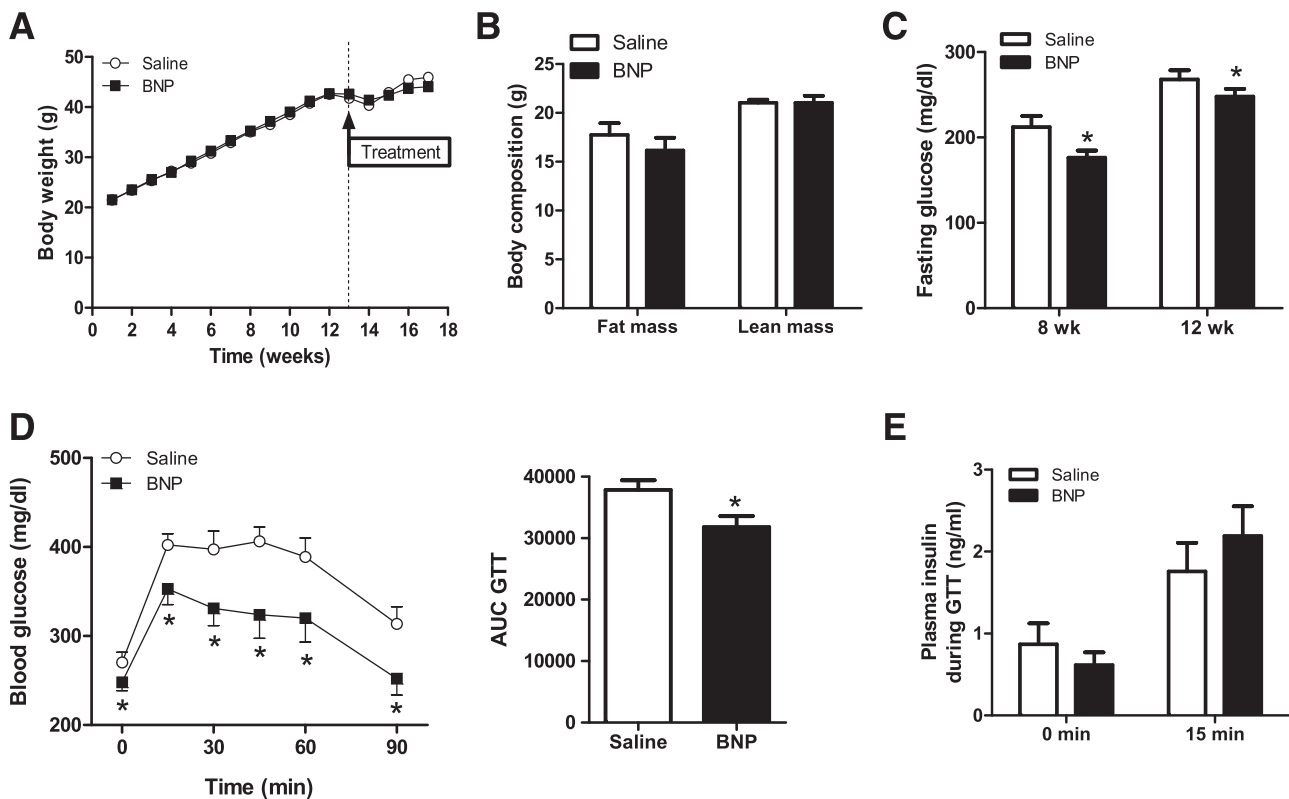 A
Saline
BNP
Body weight (g)
50
40
30
20
10
0
Treatment
0 2 4 6 8 10 12 14 16 18
Time (weeks)
B
Saline
BNP
Body composition (g)
25
20
15
10
5
0
Fat mass Lean mass
C
Saline
BNP
Fasting glucose (mg/dl)
300
200
100
0
*
*
8 wk 12 wk
D
Saline
BNP
Blood glucose (mg/dl)
500
400
300
200
* * * * * *
0 30 60 90
Time (min)
AUC GTT
40000
30000
20000
10000
0
*
Saline BNP
E
Saline
BNP
Plasma insulin
during GTT (ng/ml)
3
2
1
0
0 min 15 min